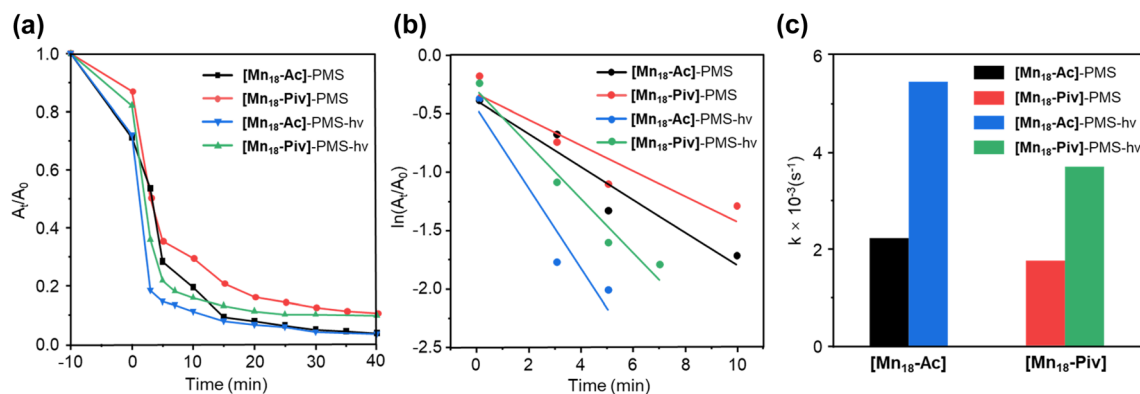 (a)
1.0
0.8
0.6
0.4
0.2
0.0
-10
0
10
20
30
40
Aₜ/A₀
Time (min)
[Mn₁₈-Ac]-PMS
[Mn₁₈-Piv]-PMS
[Mn₁₈-Ac]-PMS-hv
[Mn₁₈-Piv]-PMS-hv
(b)
0.0
-0.5
-1.0
-1.5
-2.0
-2.5
0
2
4
6
8
10
ln(Aₜ/A₀)
Time (min)
[Mn₁₈-Ac]-PMS
[Mn₁₈-Piv]-PMS
[Mn₁₈-Ac]-PMS-hv
[Mn₁₈-Piv]-PMS-hv
(c)
6
4
2
0
k × 10⁻³(s⁻¹)
[Mn₁₈-Ac]-PMS
[Mn₁₈-Ac]-PMS-hv
[Mn₁₈-Piv]-PMS
[Mn₁₈-Piv]-PMS-hv
[Mn₁₈-Ac]
[Mn₁₈-Piv]